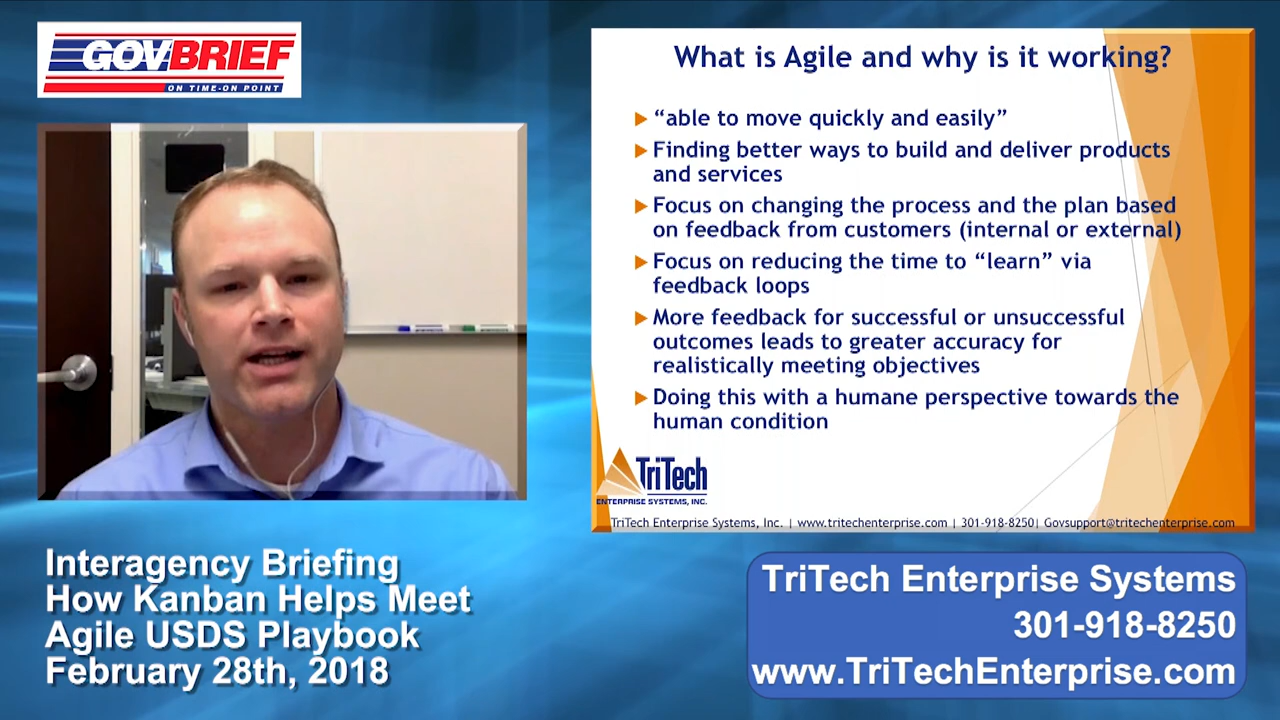 GOVBRIEF
ON TIME-ON POINT
What is Agile and why is it working?
“able to move quickly and easily”
Finding better ways to build and deliver products
and services
Focus on changing the process and the plan based
on feedback from customers (internal or external)
Focus on reducing the time to “learn” via
feedback loops
More feedback for successful or unsuccessful
outcomes leads to greater accuracy for
realistically meeting objectives
Doing this with a humane perspective towards the
human condition
TriTech
ENTERPRISE SYSTEMS, INC.
TriTech Enterprise Systems, Inc. | www.tritechenterprise.com | 301-918-8250| Govsupport@tritechenterprise.com
Interagency Briefing
How Kanban Helps Meet
Agile USDS Playbook
February 28th, 2018
TriTech Enterprise Systems
301-918-8250
www.TriTechEnterprise.com